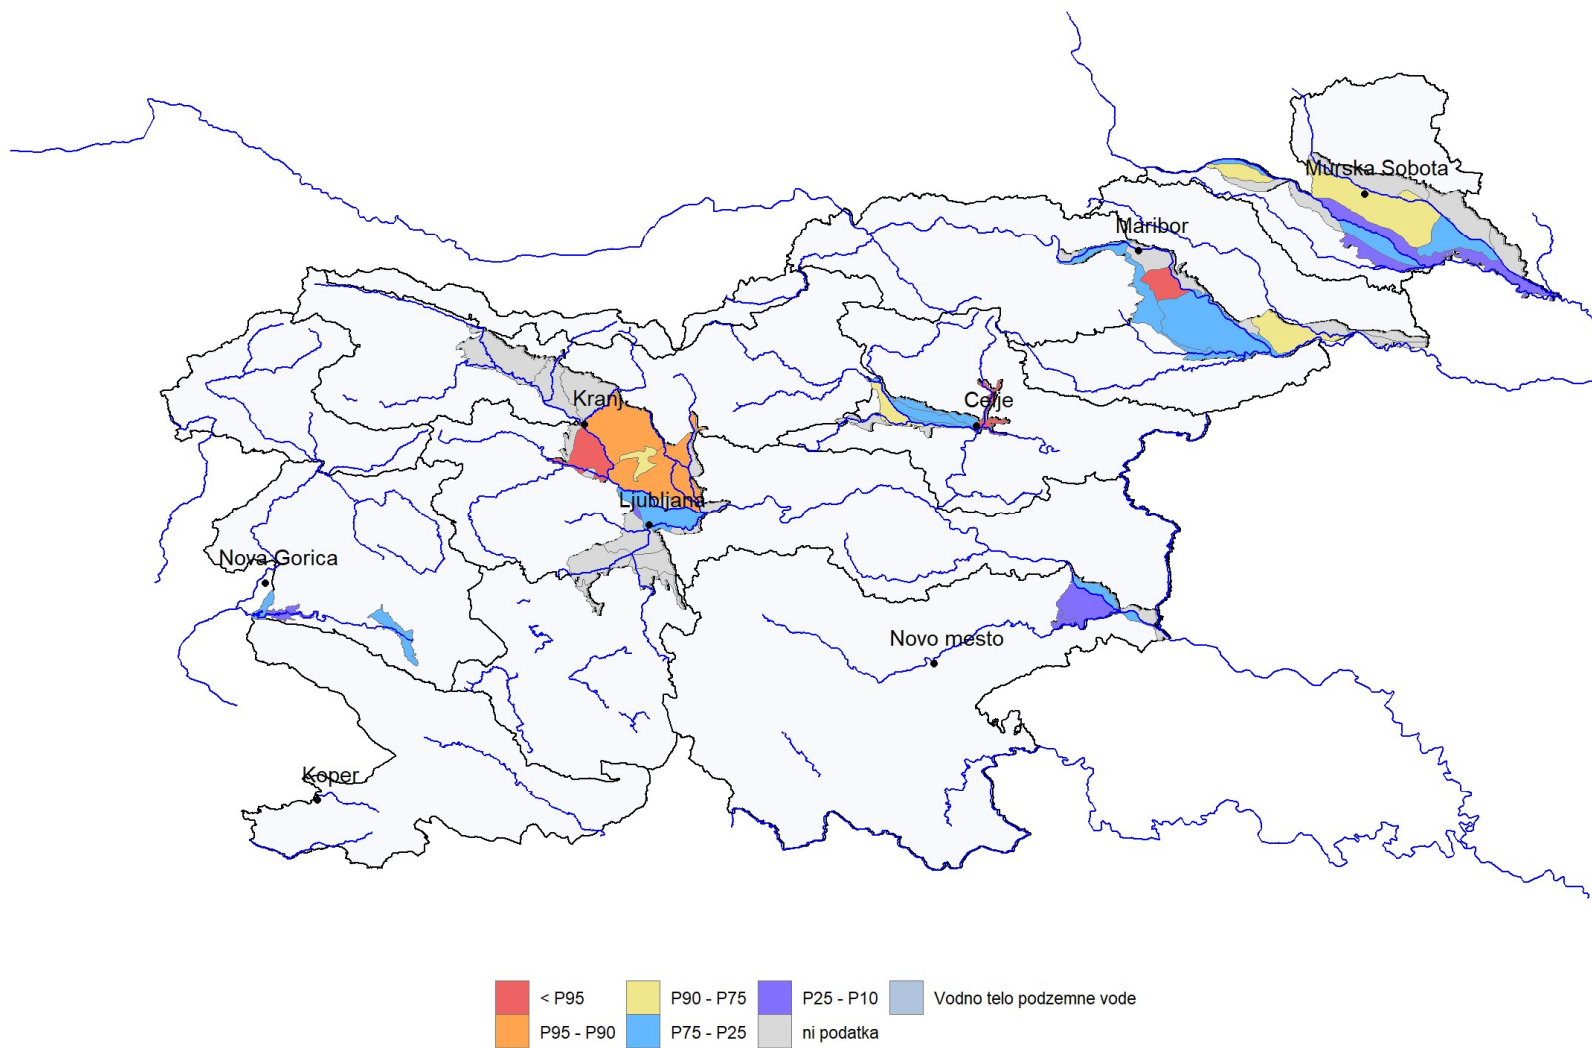 Murska Sobota
Maribor
Kranj
Celje
Ljubljana
Nova Gorica
Novo mesto
Koper
< P95
P90 - P75
P25 - P10
Vodno telo podzemne vode
P95 - P90
P75 - P25
ni podatka